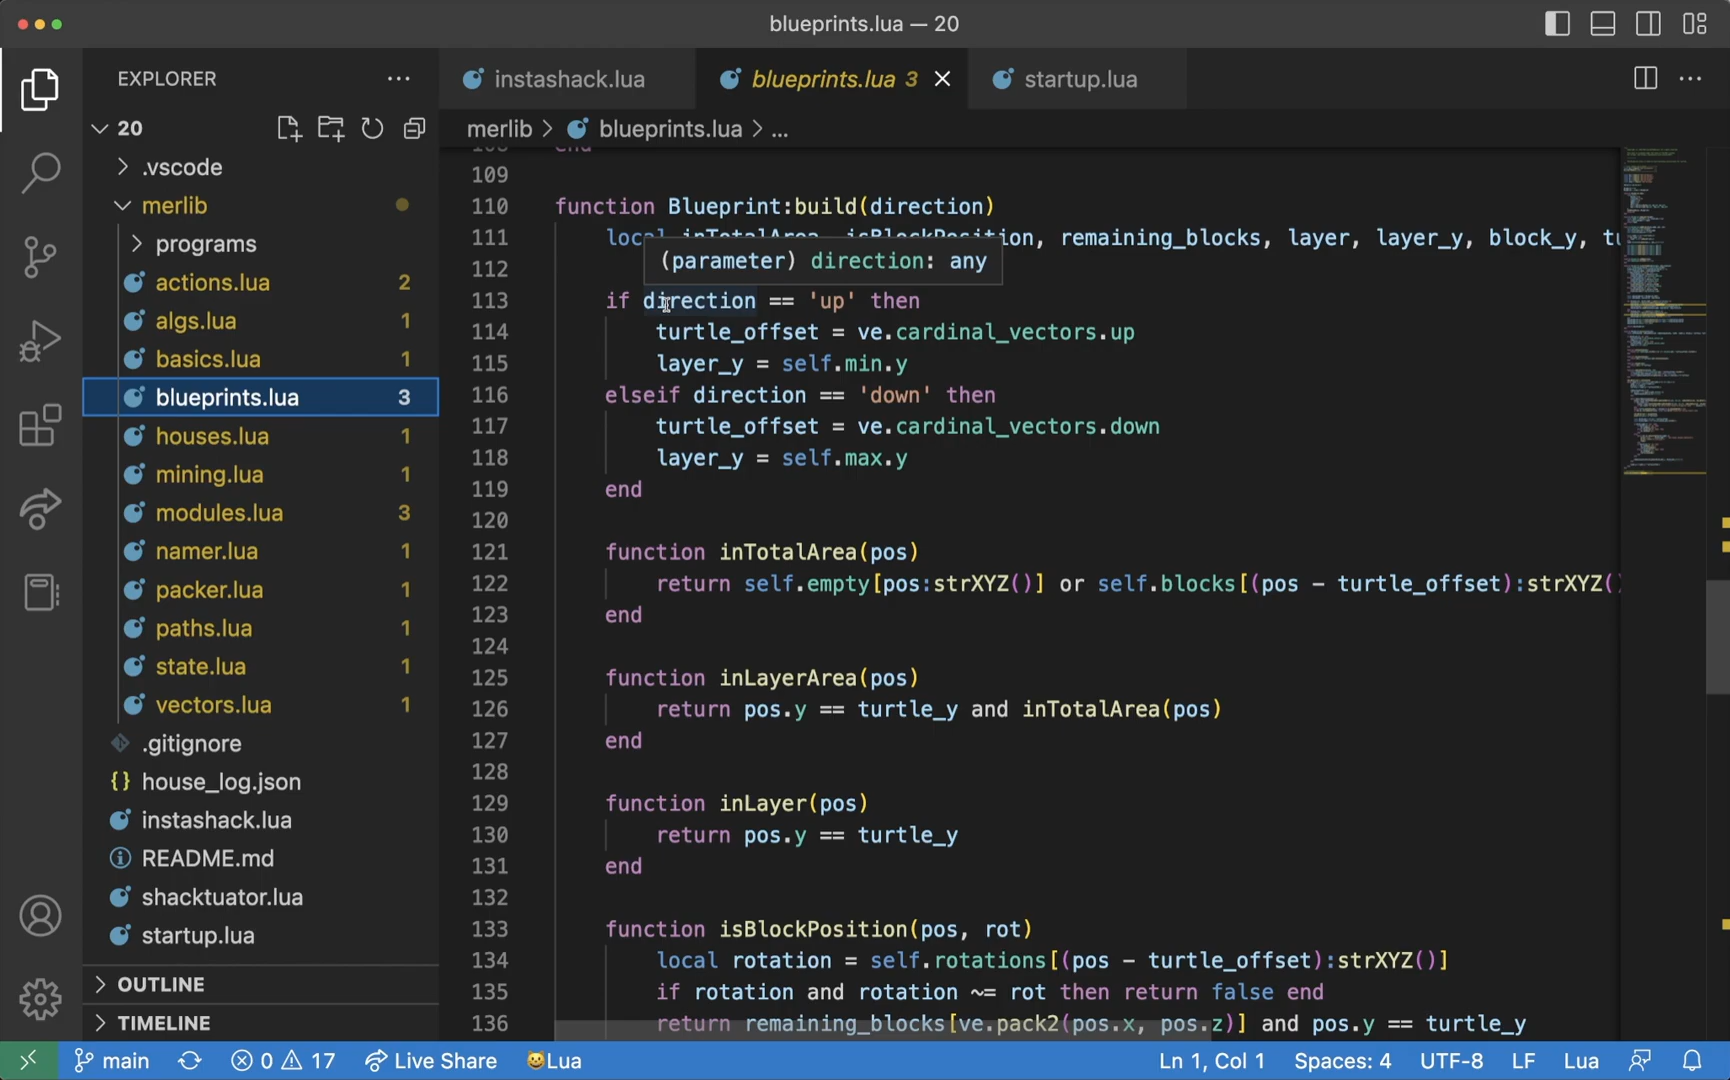 blueprints.lua — 20
EXPLORER
20
.vscode
merlib
programs
actions.lua 2
algs.lua 1
basics.lua 1
blueprints.lua 3
houses.lua 1
mining.lua 1
modules.lua 3
namer.lua 1
packer.lua 1
paths.lua 1
state.lua 1
vectors.lua 1
.gitignore
{} house_log.json
instashack.lua
README.md
shacktuator.lua
startup.lua
OUTLINE
TIMELINE
instashack.lua
blueprints.lua 3
startup.lua
merlib > blueprints.lua > ...
108 end
109
110 function Blueprint:build(direction)
111 local inTotalArea, isBlockPosition, remaining_blocks, layer, layer_y, block_y, tu
(parameter) direction: any
112
113 if direction == 'up' then
114 turtle_offset = ve.cardinal_vectors.up
115 layer_y = self.min.y
116 elseif direction == 'down' then
117 turtle_offset = ve.cardinal_vectors.down
118 layer_y = self.max.y
119 end
120
121 function inTotalArea(pos)
122 return self.empty[pos:strXYZ()] or self.blocks[(pos - turtle_offset):strXYZ()
123 end
124
125 function inLayerArea(pos)
126 return pos.y == turtle_y and inTotalArea(pos)
127 end
128
129 function inLayer(pos)
130 return pos.y == turtle_y
131 end
132
133 function isBlockPosition(pos, rot)
134 local rotation = self.rotations[(pos - turtle_offset):strXYZ()]
135 if rotation and rotation ~= rot then return false end
136 return remaining_blocks[ve.pack2(pos.x, pos.z)] and pos.y == turtle_y
main 0 17 Live Share 😺Lua Ln 1, Col 1 Spaces: 4 UTF-8 LF Lua